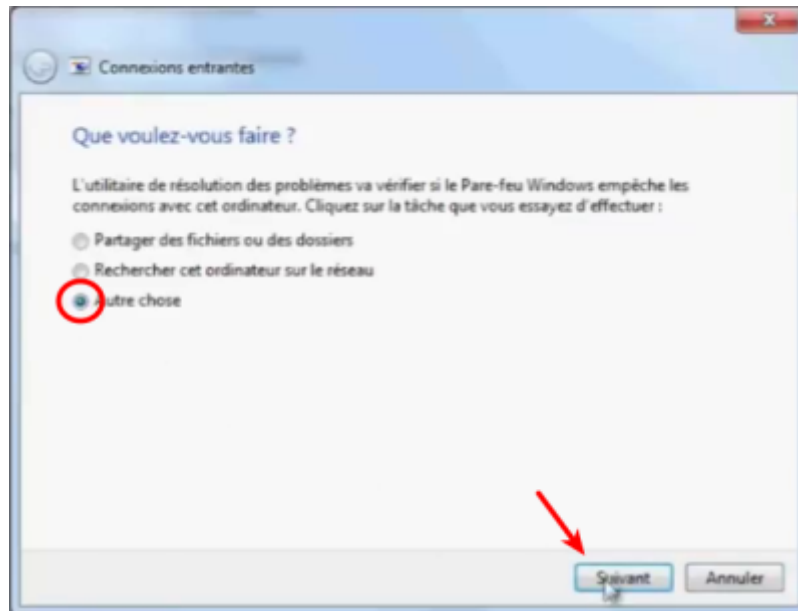 Connexions entrantes
Que voulez-vous faire ?
L'utilitaire de résolution des problèmes va vérifier si le Pare-feu Windows empêche les
connexions avec cet ordinateur. Cliquez sur la tâche que vous essayez d'effectuer :
Partager des fichiers ou des dossiers
Rechercher cet ordinateur sur le réseau
Autre chose
Suivant Annuler